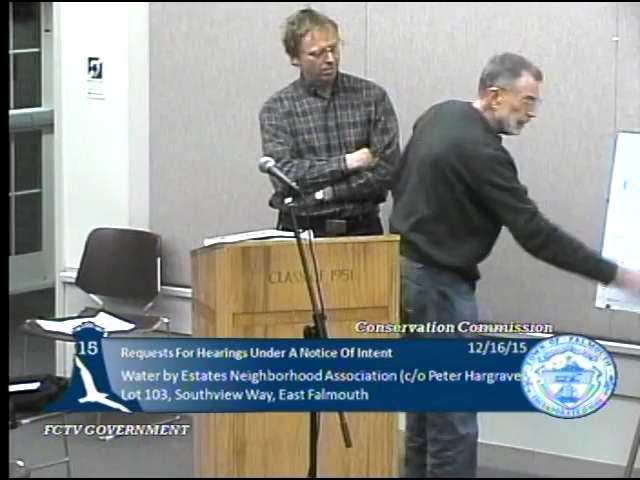 CLASS OF 1951
Conservation Commission
15
Requests For Hearings Under A Notice Of Intent
12/16/15
Water by Estates Neighborhood Association (c/o Peter Hargrave
Lot 103, Southview Way, East Falmouth
FCTV GOVERNMENT